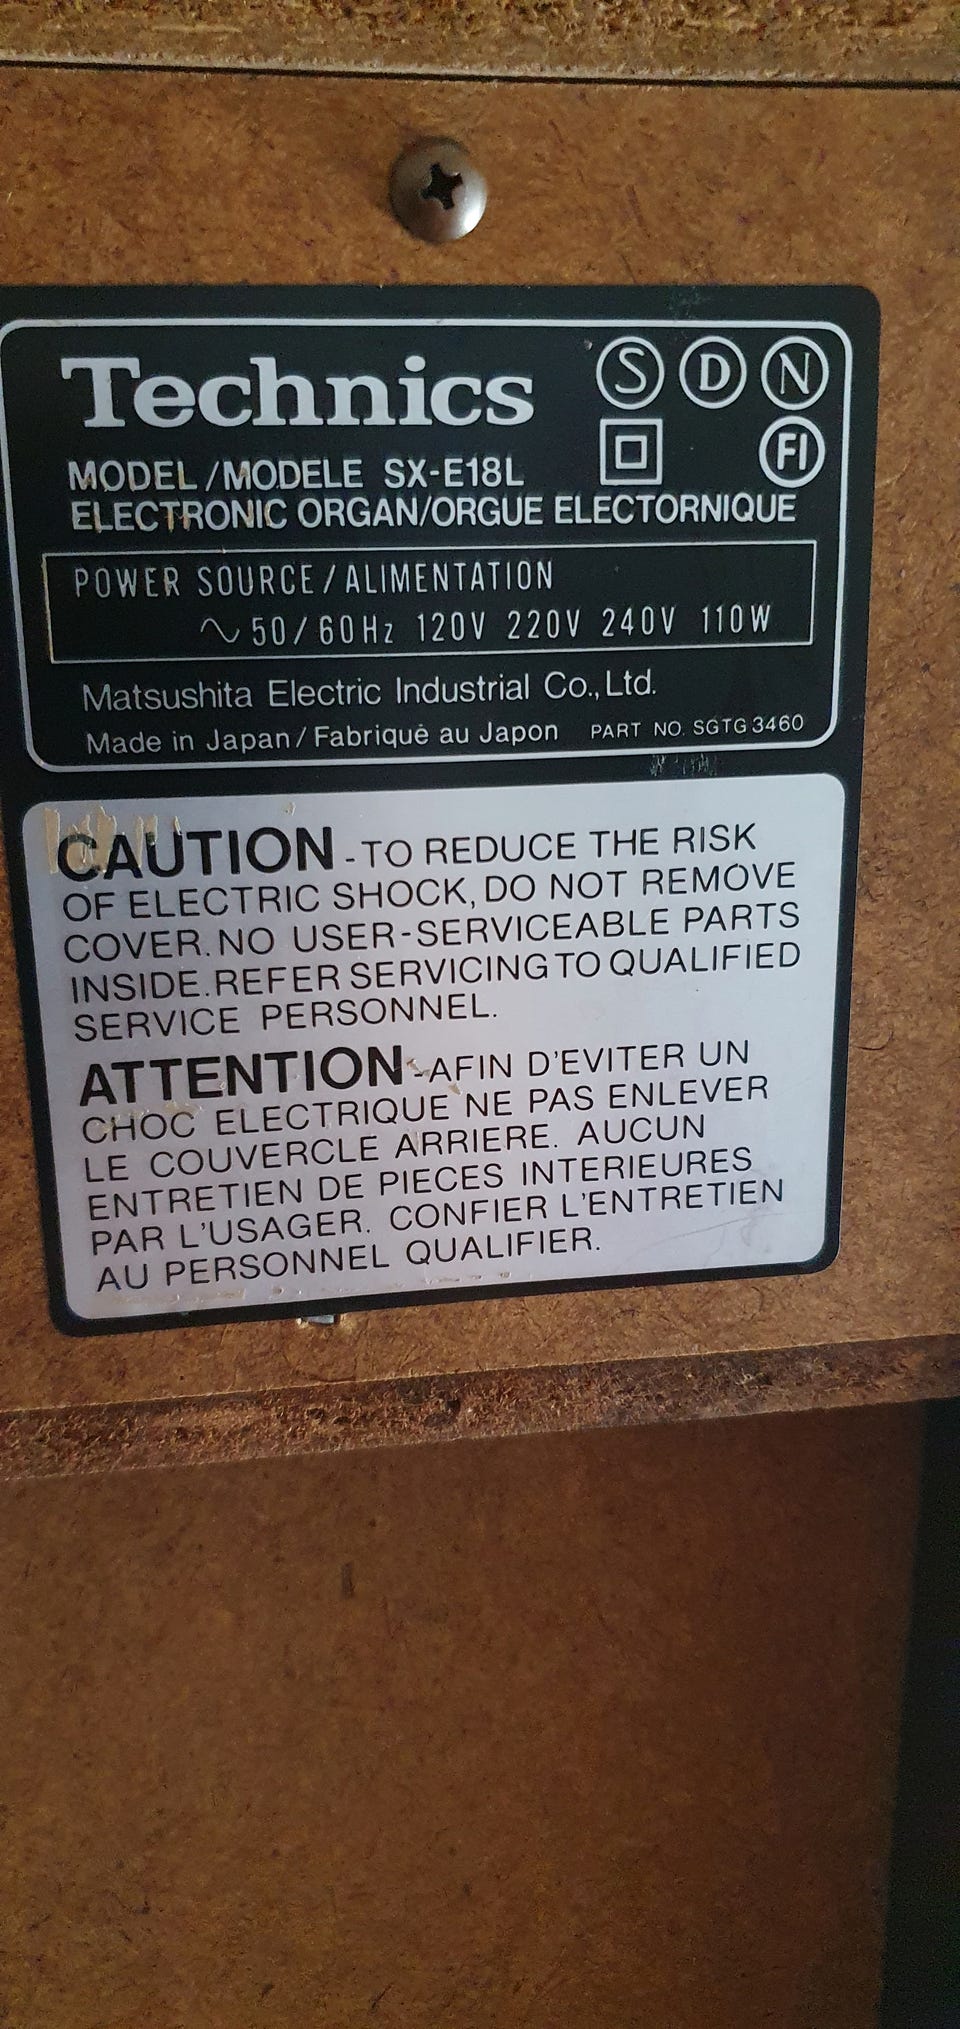 Technics S D N
MODEL/MODELE SX-E18L FI
ELECTRONIC ORGAN/ORGUE ELECTORNIQUE
POWER SOURCE/ALIMENTATION
~50/60Hz 120V 220V 240V 110W
Matsushita Electric Industrial Co.,Ltd.
Made in Japan/Fabriqué au Japon PART NO. SGTG3460
CAUTION-TO REDUCE THE RISK
OF ELECTRIC SHOCK, DO NOT REMOVE
COVER. NO USER-SERVICEABLE PARTS
INSIDE. REFER SERVICING TO QUALIFIED
SERVICE PERSONNEL.
ATTENTION-AFIN D'EVITER UN
CHOC ELECTRIQUE NE PAS ENLEVER
LE COUVERCLE ARRIERE. AUCUN
ENTRETIEN DE PIECES INTERIEURES
PAR L'USAGER. CONFIER L'ENTRETIEN
AU PERSONNEL QUALIFIER.